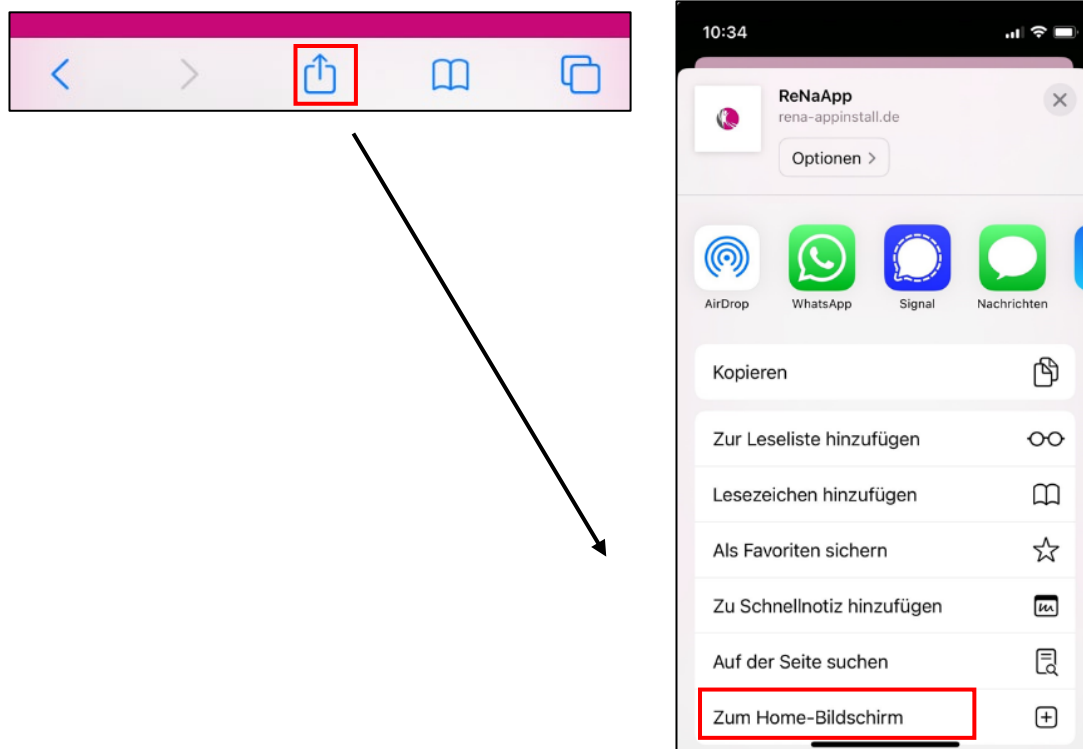 10:34
ReNaApp
rena-appinstall.de
Optionen >
AirDrop
WhatsApp
Signal
Nachrichten
Kopieren
Zur Leseliste hinzufügen
Lesezeichen hinzufügen
Als Favoriten sichern
Zu Schnellnotiz hinzufügen
Auf der Seite suchen
Zum Home-Bildschirm